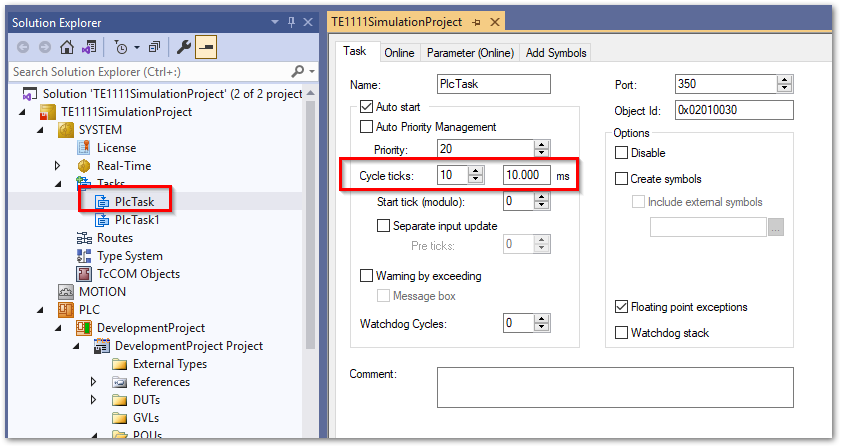 Solution Explorer
Search Solution Explorer (Ctrl+;)
Solution 'TE1111SimulationProject' (2 of 2 project
TE1111SimulationProject
SYSTEM
License
Real-Time
Tasks
PlcTask
PlcTask1
Routes
Type System
TcCOM Objects
MOTION
PLC
DevelopmentProject
DevelopmentProject Project
External Types
References
DUTs
GVLs
POUs
TE1111SimulationProject
Task Online Parameter (Online) Add Symbols
Name: PlcTask
Auto start
Auto Priority Management
Priority: 20
Cycle ticks: 10 10.000 ms
Start tick (modulo): 0
Separate input update
Pre ticks: 0
Warning by exceeding
Message box
Watchdog Cycles: 0
Comment:
Port: 350
Object Id: 0x02010030
Options
Disable
Create symbols
Include external symbols
...
Floating point exceptions
Watchdog stack